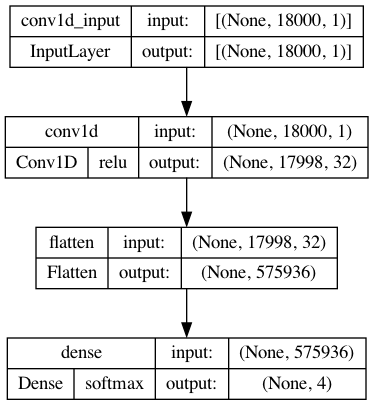 conv1d_input input: [(None, 18000, 1)]
InputLayer output: [(None, 18000, 1)]
conv1d input: (None, 18000, 1)
Conv1D relu output: (None, 17998, 32)
flatten input: (None, 17998, 32)
Flatten output: (None, 575936)
dense input: (None, 575936)
Dense softmax output: (None, 4)